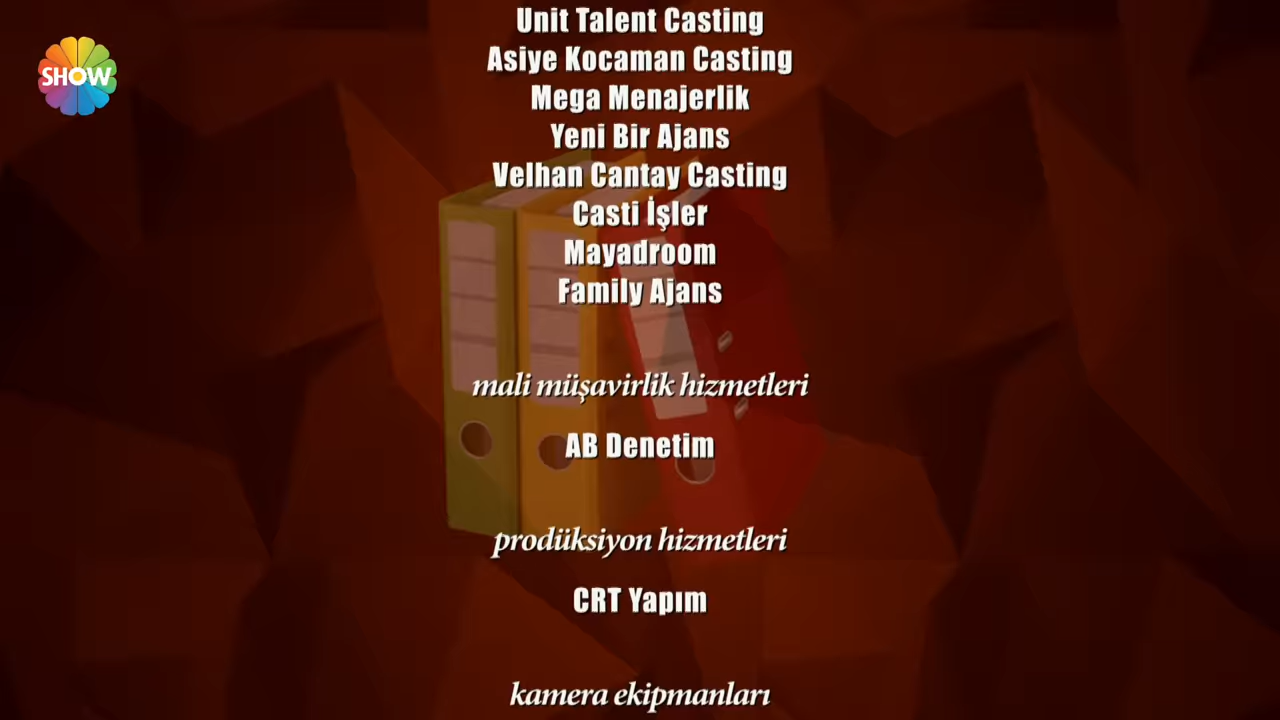 SHOW
Unit Talent Casting
Asiye Kocaman Casting
Mega Menajerlik
Yeni Bir Ajans
Velhan Cantay Casting
Casti İşler
Mayadroom
Family Ajans
mali müşavirlik hizmetleri
AB Denetim
prodüksiyon hizmetleri
CRT Yapım
kamera ekipmanları